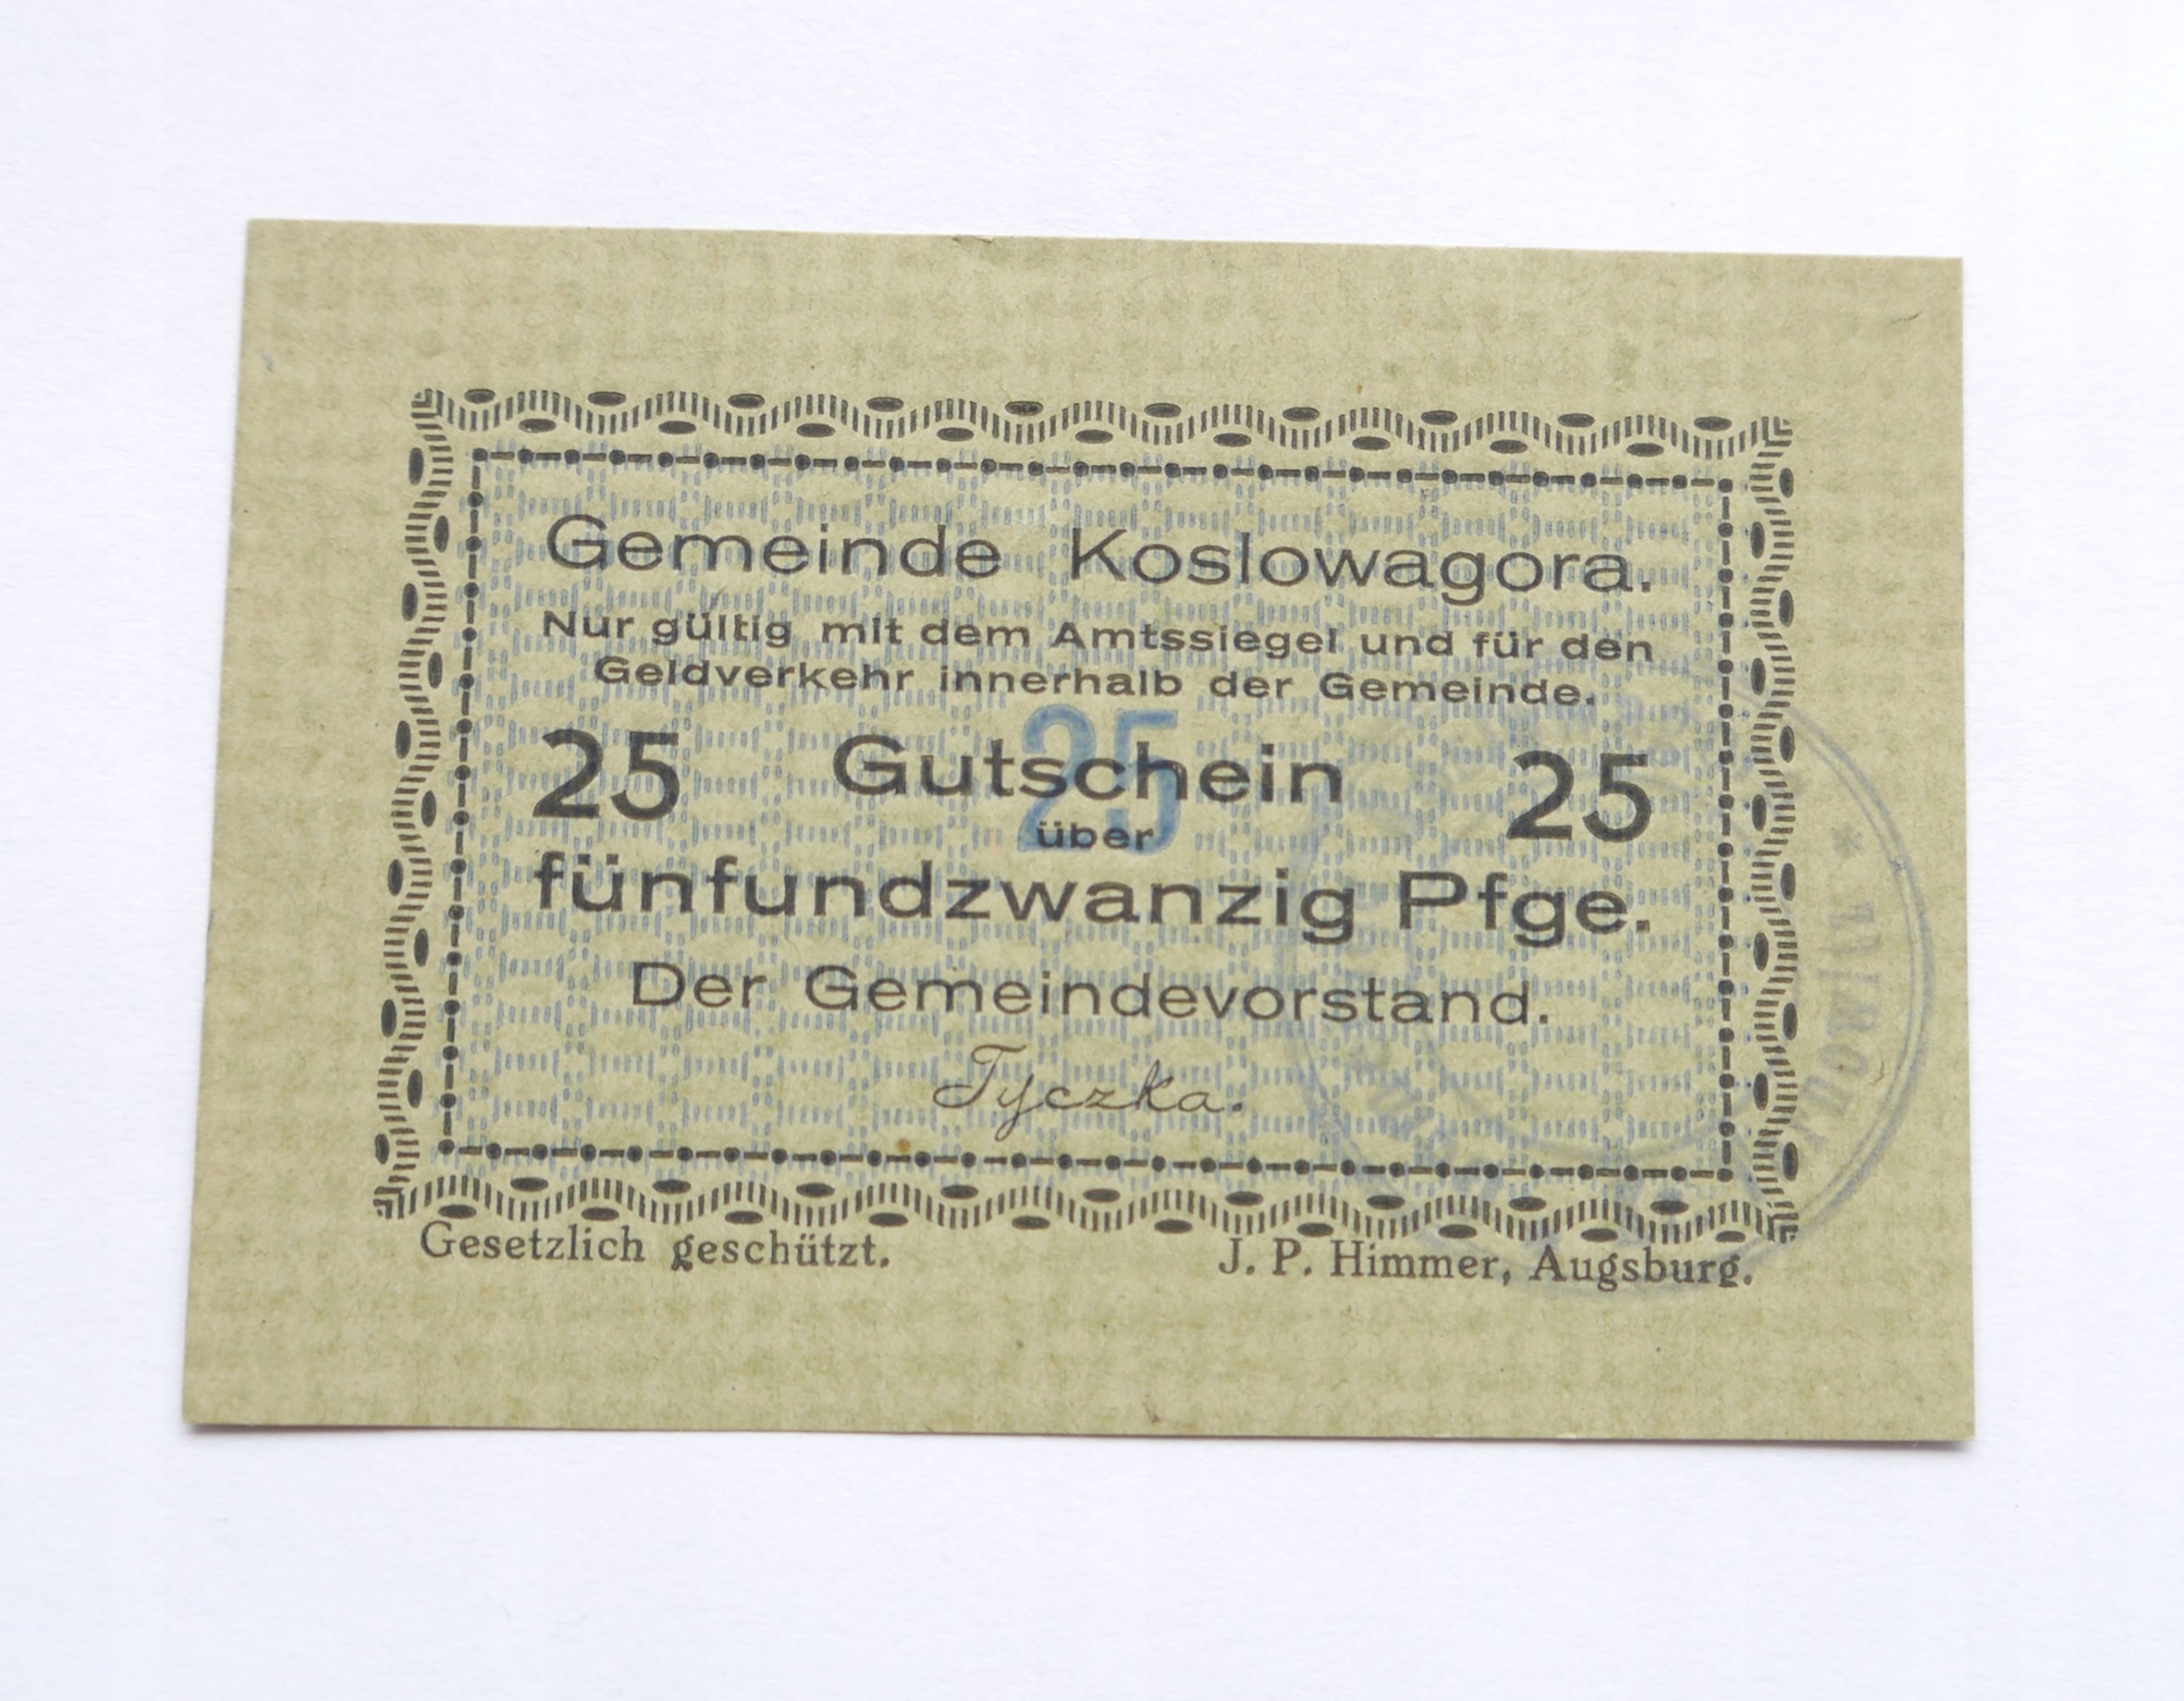 Gemeinde Koslowagora.
Nur gültig mit dem Amtssiegel und für den
Geldverkehr innerhalb der Gemeinde.
25 Gutschein 25
25
über
fünfundzwanzig Pfge.
Der Gemeindevorstand.
Tyczka.
Gesetzlich geschützt. J. P. Himmer, Augsburg.